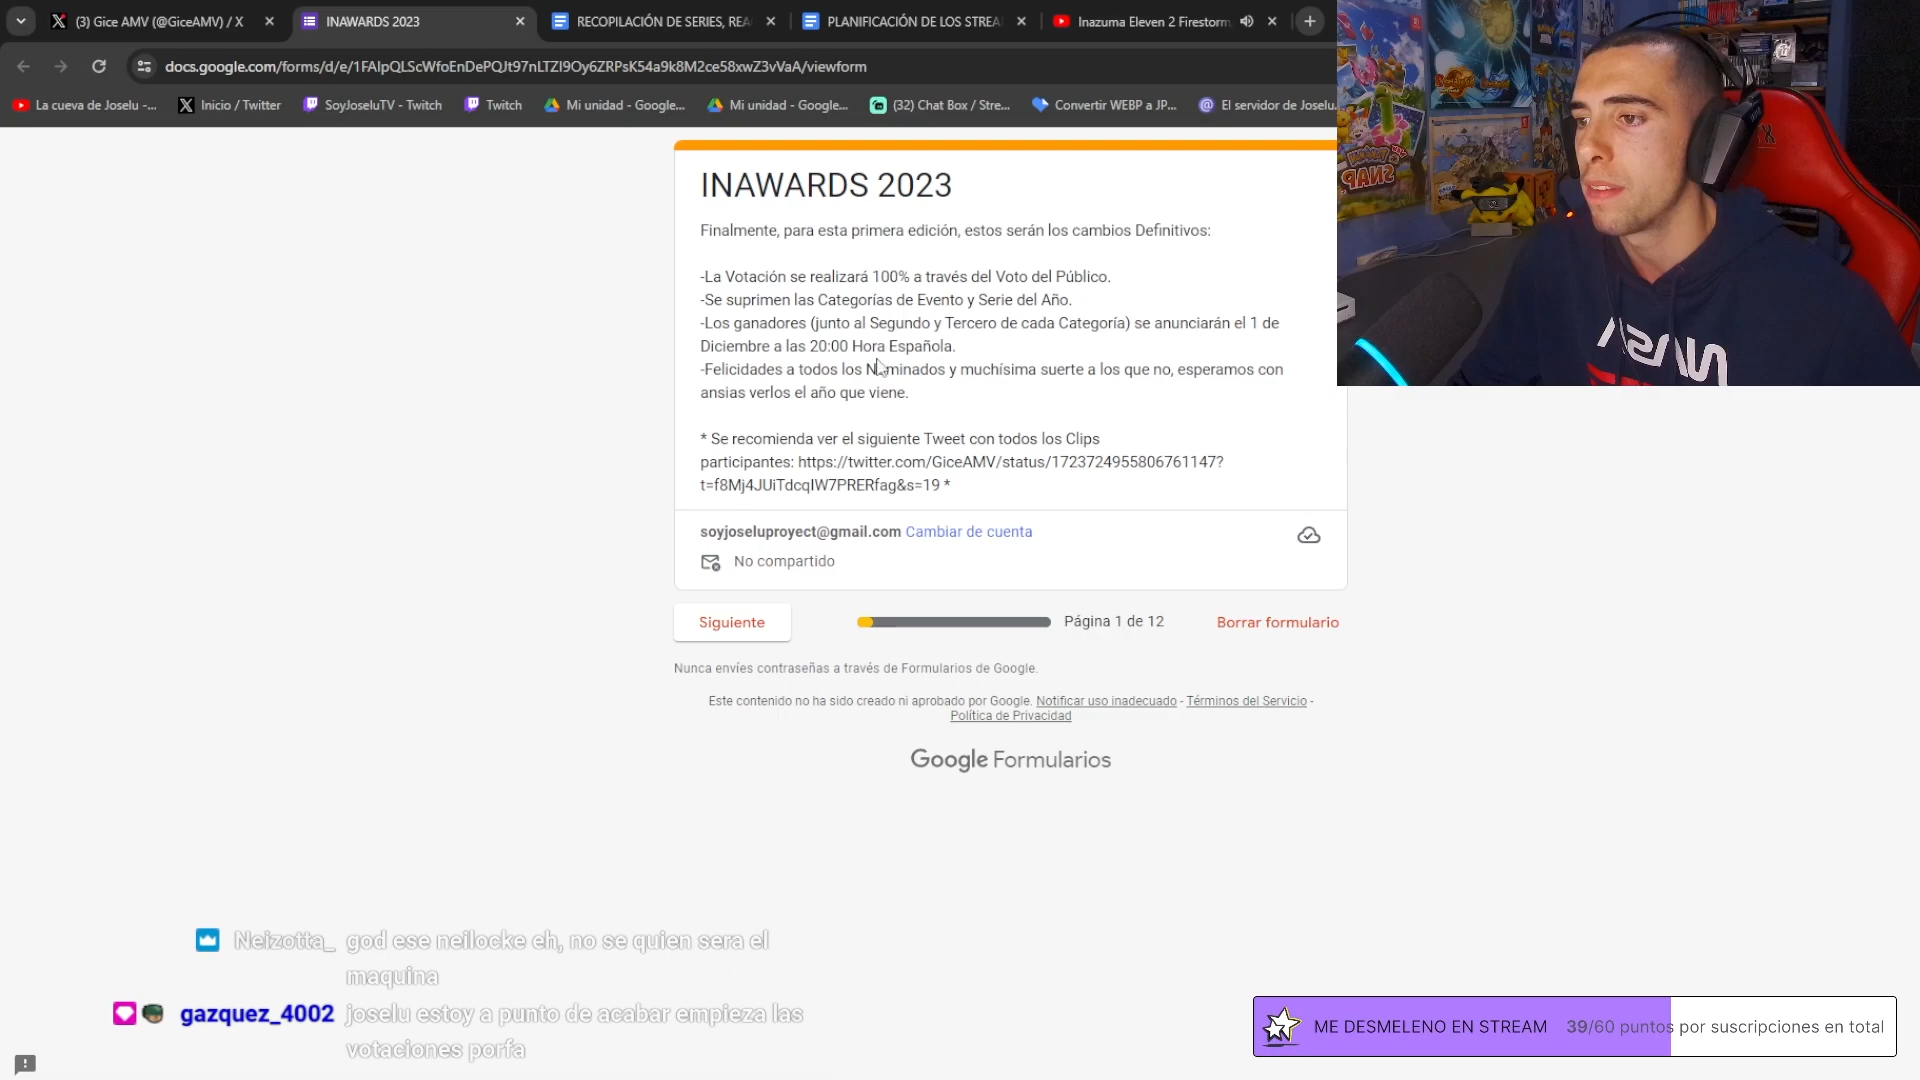 (3) Gice AMV (@GiceAMV) / X
INAWARDS 2023
RECOPILACIÓN DE SERIES, REA
PLANIFICACIÓN DE LOS STREA
Inazuma Eleven 2 Firestorm
docs.google.com/forms/d/e/1FAIpQLScWfoEnDePQJt97nLTZI9Oy6ZRPsK54a9k8M2ce58xwZ3vVaA/viewform
La cueva de Joselu -...
Inicio / Twitter
SoyJoseluTV - Twitch
Twitch
Mi unidad - Google...
Mi unidad - Google...
(32) Chat Box / Stre...
Convertir WEBP a JP...
El servidor de Joselu.
INAWARDS 2023
Finalmente, para esta primera edición, estos serán los cambios Definitivos:
-La Votación se realizará 100% a través del Voto del Público.
-Se suprimen las Categorías de Evento y Serie del Año.
-Los ganadores (junto al Segundo y Tercero de cada Categoría) se anunciarán el 1 de
Diciembre a las 20:00 Hora Española.
-Felicidades a todos los Nominados y muchísima suerte a los que no, esperamos con
ansias verlos el año que viene.
* Se recomienda ver el siguiente Tweet con todos los Clips
participantes: https://twitter.com/GiceAMV/status/1723724955806761147?
t=f8Mj4JUiTdcqIW7PRERfag&s=19 *
soyjoseluproyect@gmail.com Cambiar de cuenta
No compartido
Siguiente
Página 1 de 12
Borrar formulario
Nunca envíes contraseñas a través de Formularios de Google.
Este contenido no ha sido creado ni aprobado por Google. Notificar uso inadecuado - Términos del Servicio -
Política de Privacidad
Google Formularios
SNAP
NASA
Neizotta_ god ese neilocke eh, no se quien sera el
maquina
gazquez_4002 joselu estoy a punto de acabar empieza las
votaciones porfa
ME DESMELENO EN STREAM 39/60 puntos por suscripciones en total